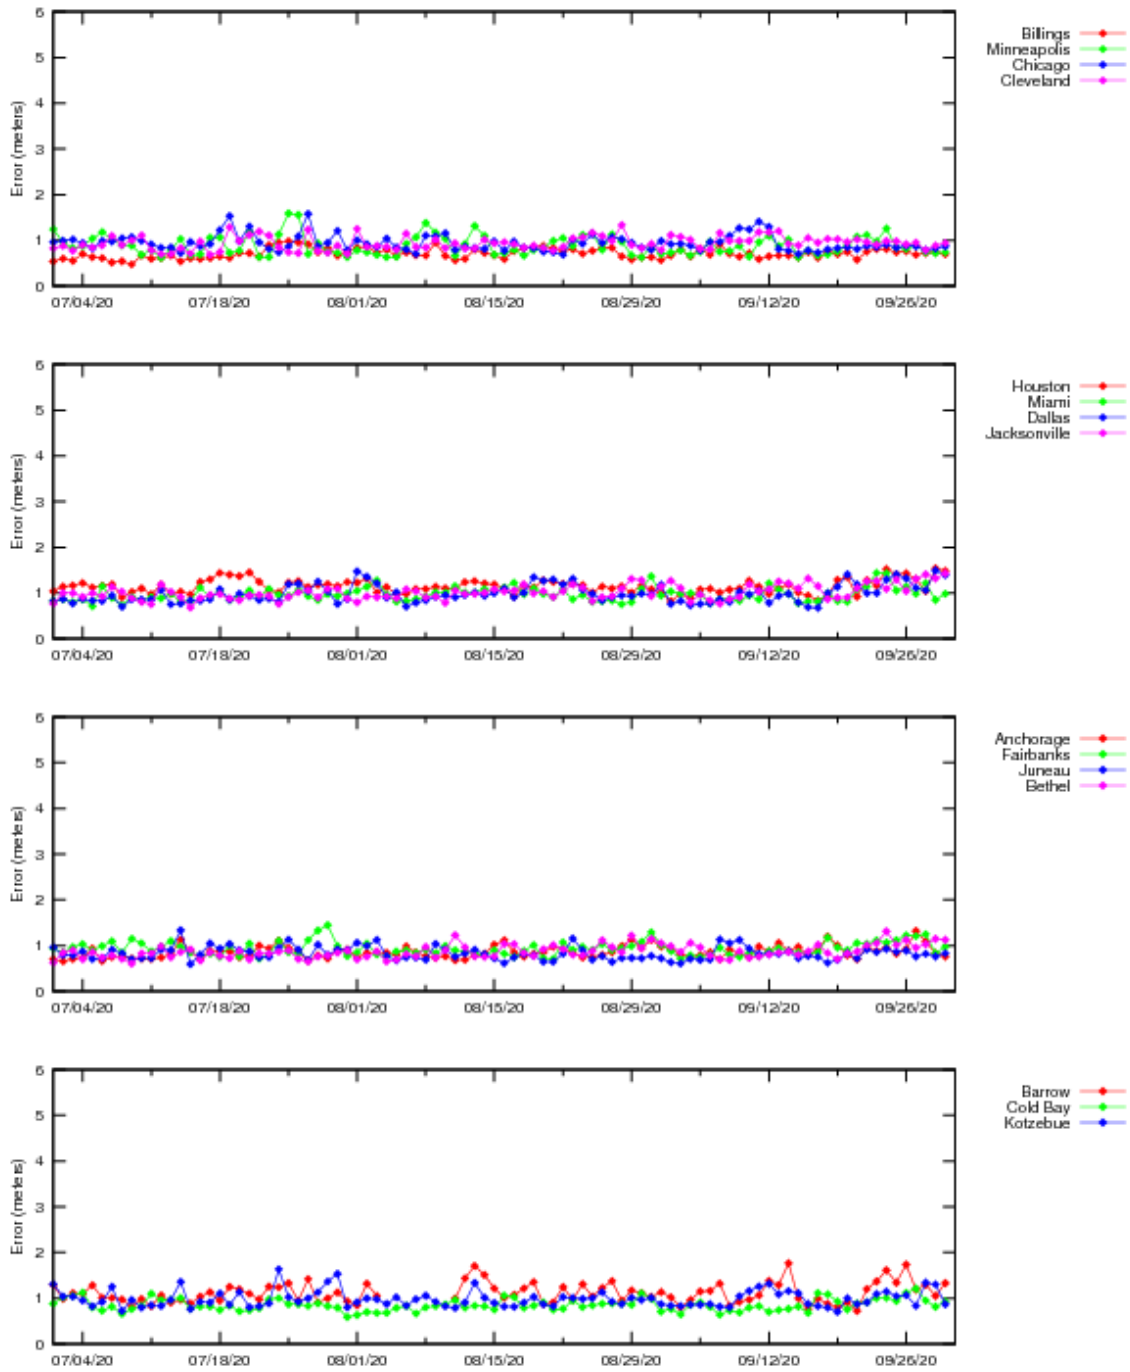 6
5
4
3
2
1
0
Error (meters)
07/04/20 07/18/20 08/01/20 08/15/20 08/29/20 09/12/20 09/26/20
Billings
Minneapolis
Chicago
Cleveland
6
5
4
3
2
1
0
Error (meters)
07/04/20 07/18/20 08/01/20 08/15/20 08/29/20 09/12/20 09/26/20
Houston
Miami
Dallas
Jacksonville
6
5
4
3
2
1
0
Error (meters)
07/04/20 07/18/20 08/01/20 08/15/20 08/29/20 09/12/20 09/26/20
Anchorage
Fairbanks
Juneau
Bethel
6
5
4
3
2
1
0
Error (meters)
07/04/20 07/18/20 08/01/20 08/15/20 08/29/20 09/12/20 09/26/20
Barrow
Cold Bay
Kotzebue